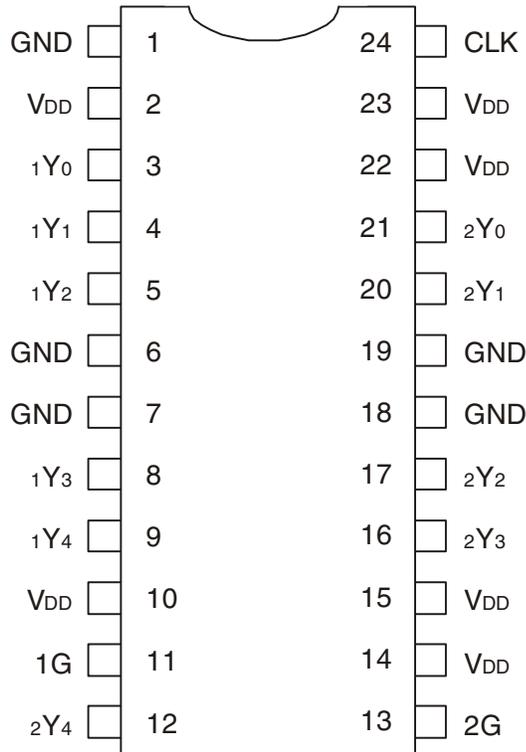 GND 1 24 CLK
VDD 2 23 VDD
1Y0 3 22 VDD
1Y1 4 21 2Y0
1Y2 5 20 2Y1
GND 6 19 GND
GND 7 18 GND
1Y3 8 17 2Y2
1Y4 9 16 2Y3
VDD 10 15 VDD
1G 11 14 VDD
2Y4 12 13 2G